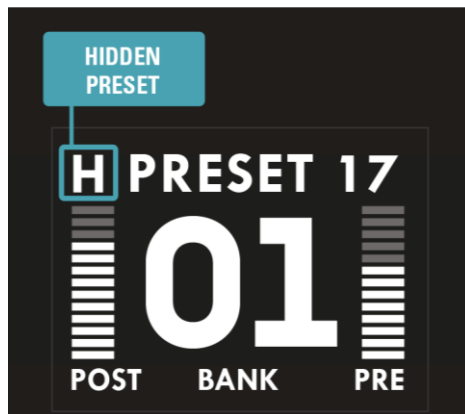 HIDDEN
PRESET
H PRESET 17
01
POST BANK PRE